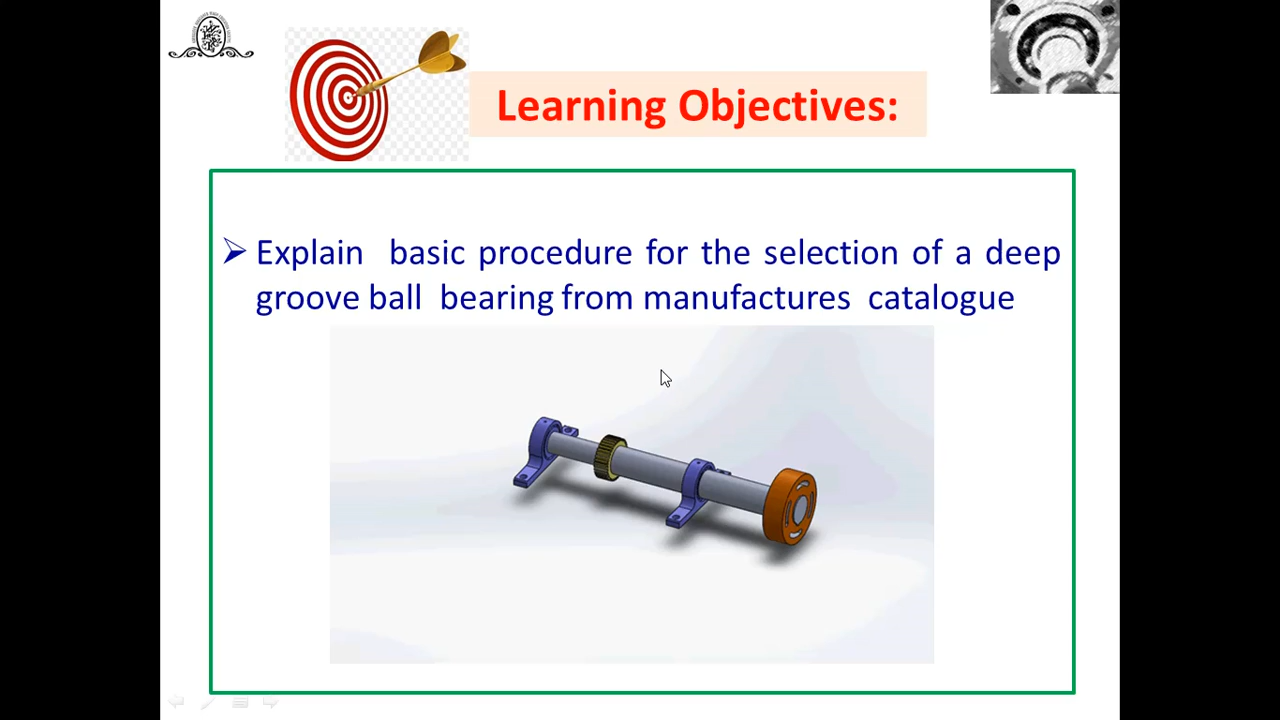 Learning Objectives:
Explain basic procedure for the selection of a deep
groove ball bearing from manufactures catalogue